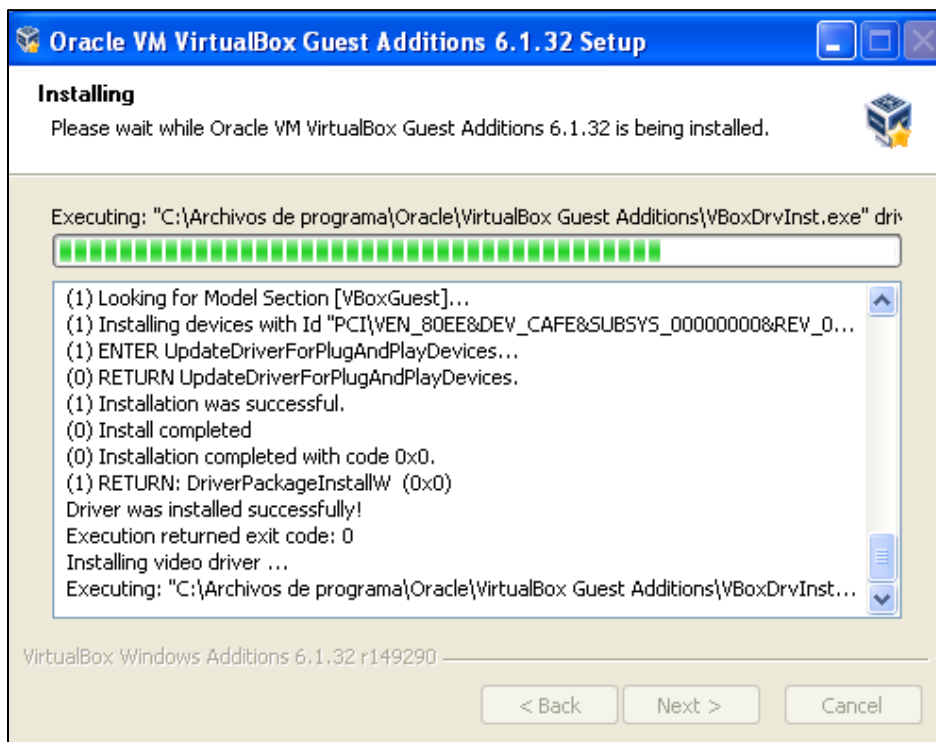 Oracle VM VirtualBox Guest Additions 6.1.32 Setup
Installing
Please wait while Oracle VM VirtualBox Guest Additions 6.1.32 is being installed.
Executing: "C:\Archivos de programa\Oracle\VirtualBox Guest Additions\VBoxDrvInst.exe" driv
(1) Looking for Model Section [VBoxGuest]...
(1) Installing devices with Id "PCI\VEN_80EE&DEV_CAFE&SUBSYS_00000000&REV_0...
(1) ENTER UpdateDriverForPlugAndPlayDevices...
(0) RETURN UpdateDriverForPlugAndPlayDevices.
(1) Installation was successful.
(0) Install completed
(0) Installation completed with code 0x0.
(1) RETURN: DriverPackageInstallW (0x0)
Driver was installed successfully!
Execution returned exit code: 0
Installing video driver ...
Executing: "C:\Archivos de programa\Oracle\VirtualBox Guest Additions\VBoxDrvInst...
VirtualBox Windows Additions 6.1.32 r149290
< Back Next > Cancel